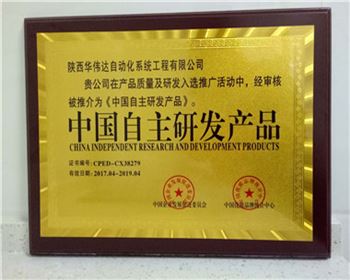 陕西华伟达自动化系统工程有限公司
贵公司在产品质量及研发入选推广活动中，经审核
被推介为《中国自主研发产品》。
中国自主研发产品
CHINA INDEPENDENT RESEARCH AND DEVELOPMENT PRODUCTS
证书编号：CPED-CX38279
有效日期：2017.04-2019.04